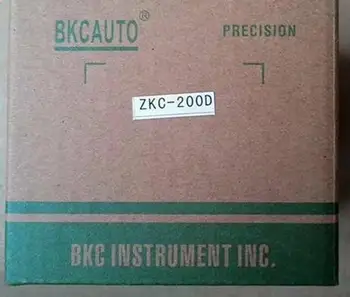 BKCAUTO® PRECISION
ZKC-200D
BKC INSTRUMENT INC.